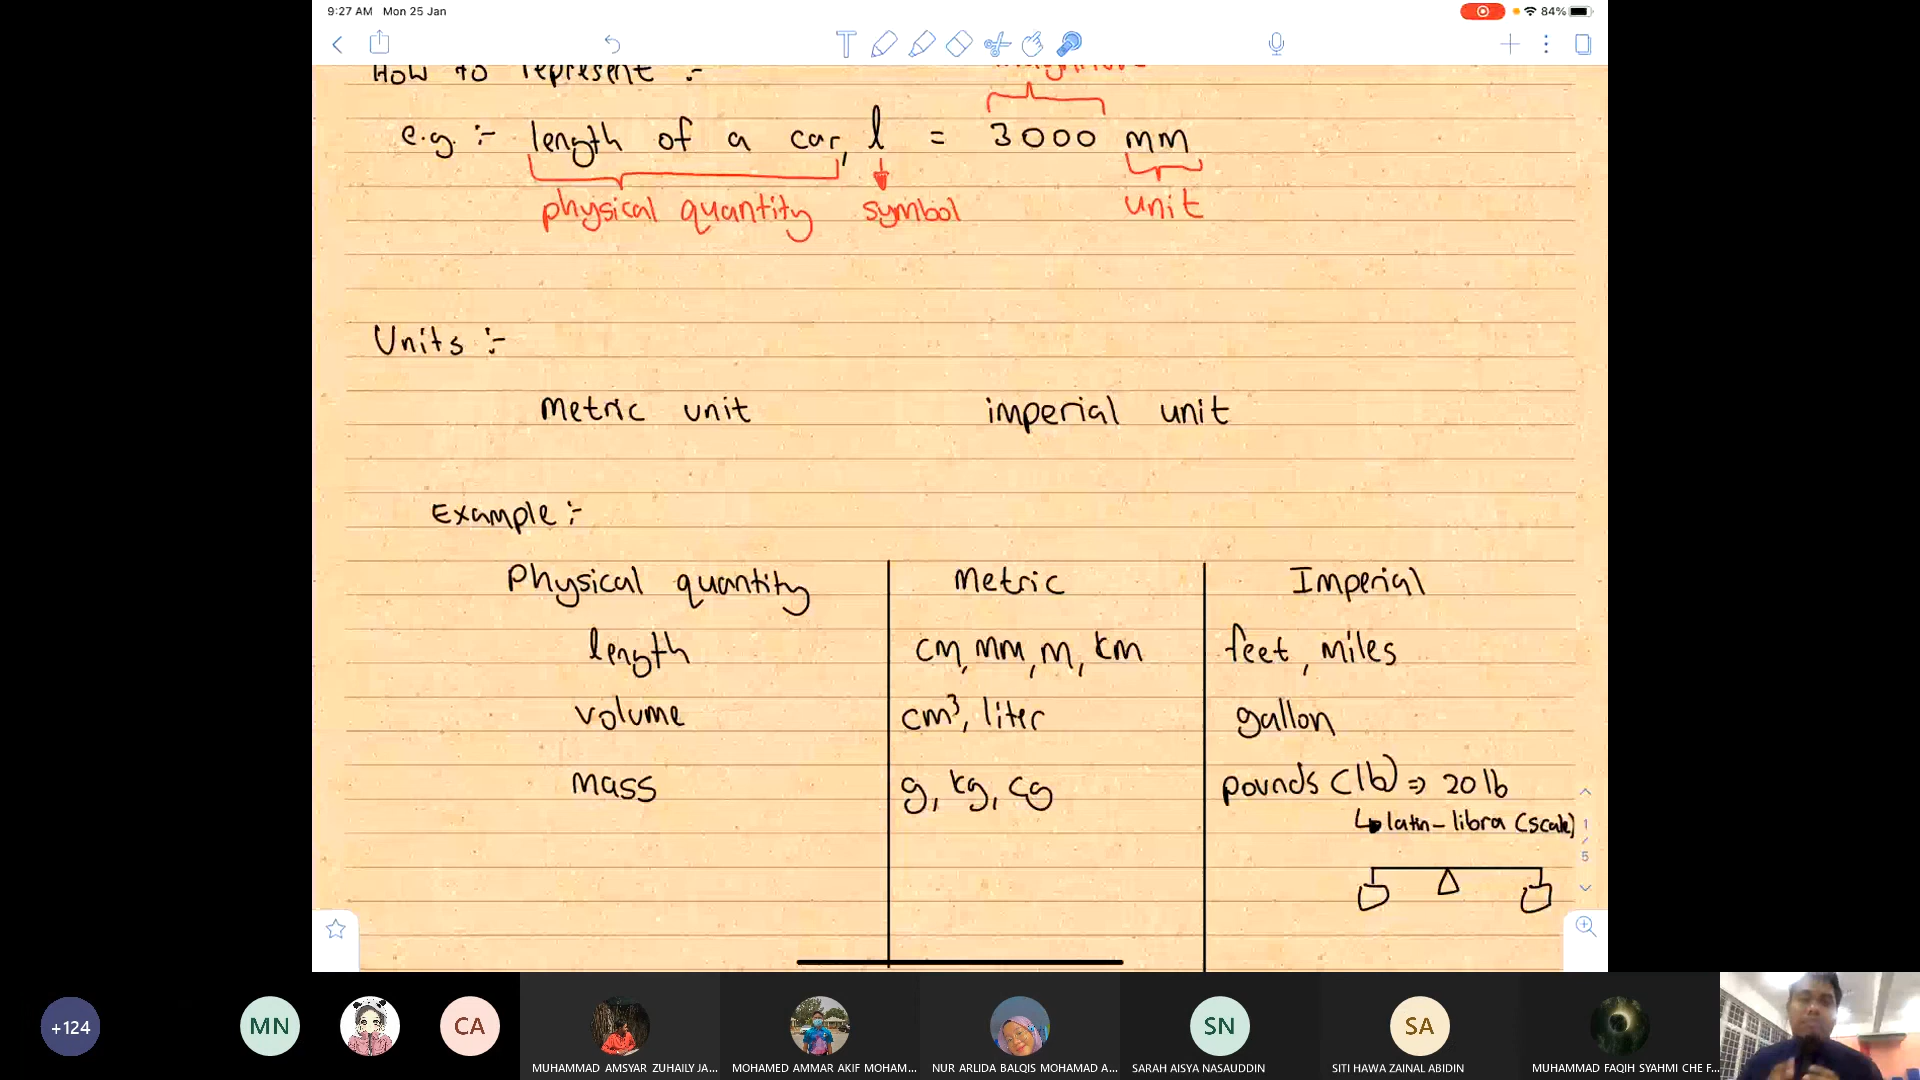 9:27 AM Mon 25 Jan
84%
How to represent :-
e.g. :- length of a car, l = 3000 mm
physical quantity symbol unit
Units :-
Metric unit imperial unit
Example :-
Physical quantity Metric Imperial
length cm, mm, m, km feet, miles
volume cm³, liter gallon
mass g, kg, cg pounds (lb) => 20 lb
↳ latin - libra (scale)
1
/
5
+124
MN
CA
SN
SA
MUHAMMAD AMSYAR ZUHAILY JA...
MOHAMED AMMAR AKIF MOHAM...
NUR ARLIDA BALQIS MOHAMAD A...
SARAH AISYA NASAUDDIN
SITI HAWA ZAINAL ABIDIN
MUHAMMAD FAQIH SYAHMI CHE F...